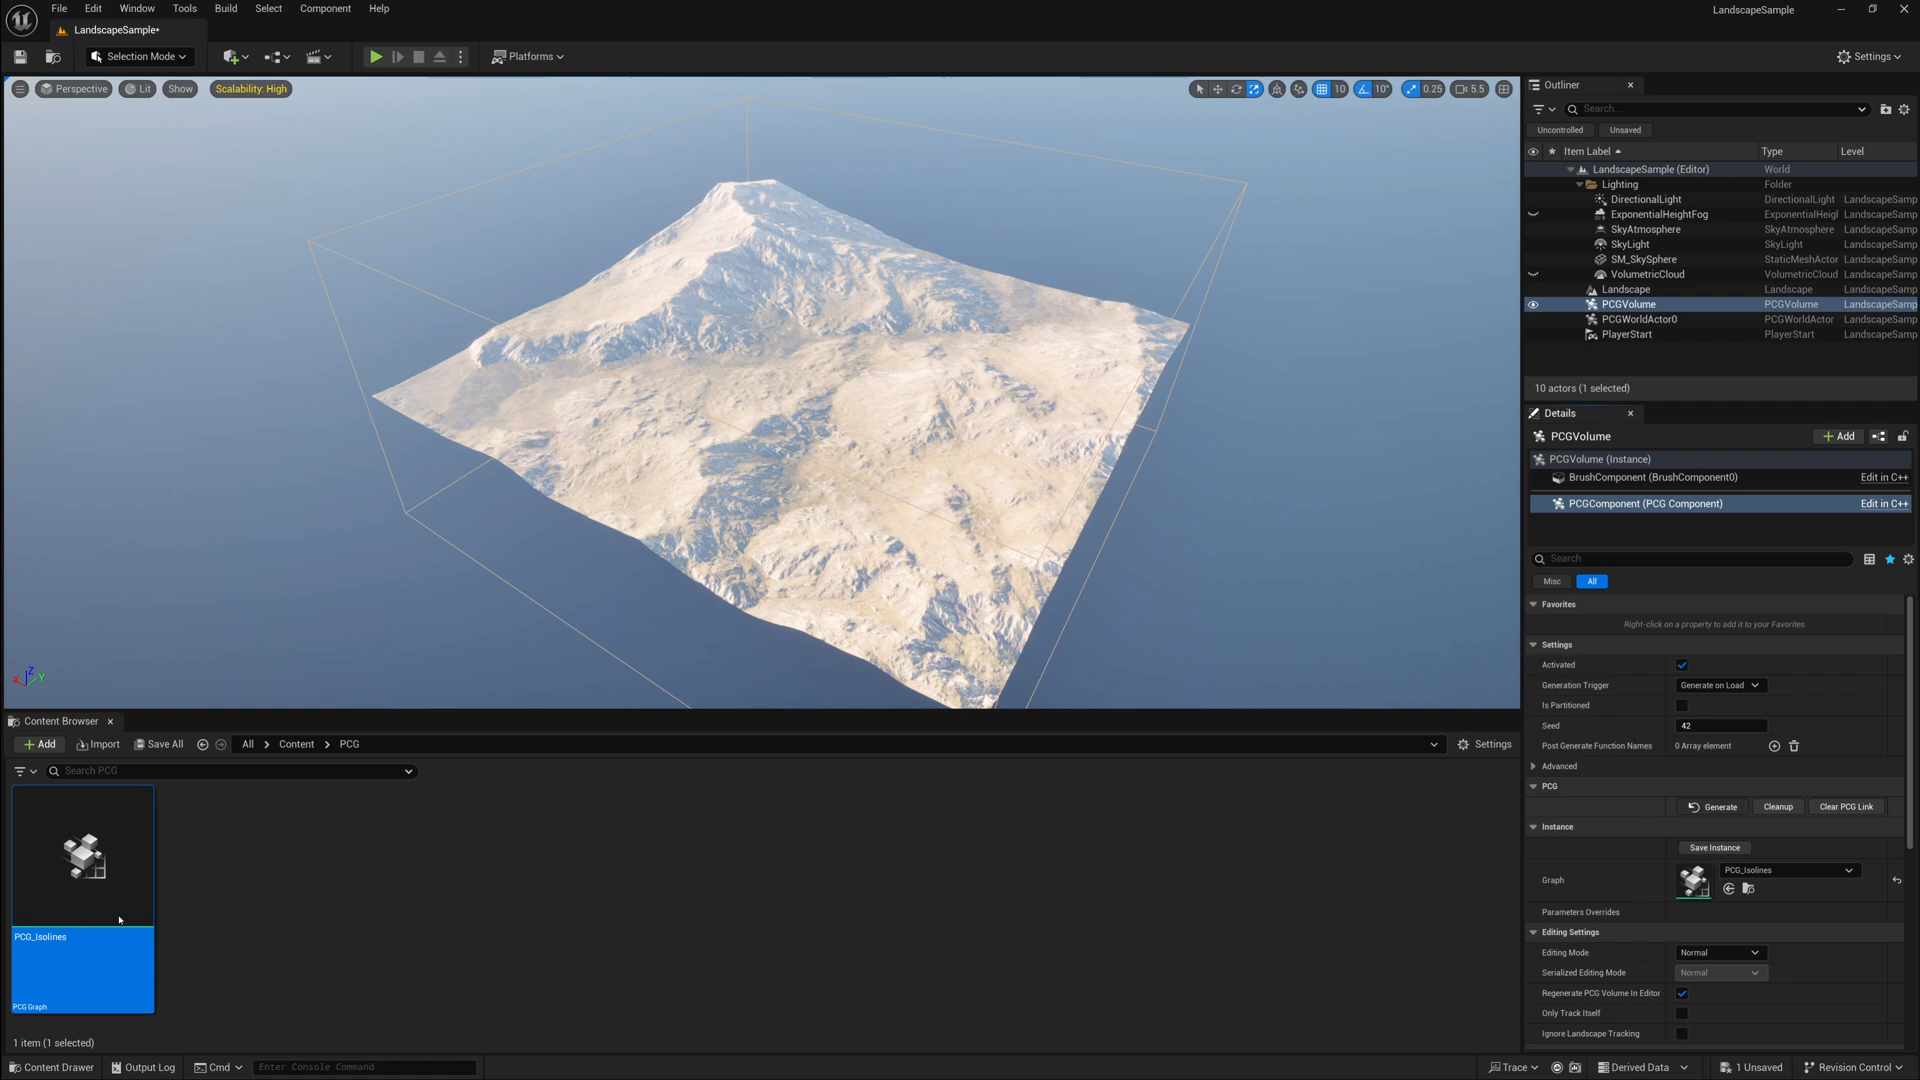 File Edit Window Tools Build Select Component Help
LandscapeSample
LandscapeSample*
Selection Mode
Platforms
Settings
Perspective Lit Show Scalability: High
10 10° 0.25 5.5
Z
X Y
Outliner
Search...
Uncontrolled Unsaved
Item Label Type Level
LandscapeSample (Editor) World
Lighting Folder
DirectionalLight DirectionalLight LandscapeSamp
ExponentialHeightFog ExponentialHeigl LandscapeSamp
SkyAtmosphere SkyAtmosphere LandscapeSamp
SkyLight SkyLight LandscapeSamp
SM_SkySphere StaticMeshActor LandscapeSamp
VolumetricCloud VolumetricCloud LandscapeSamp
Landscape Landscape LandscapeSamp
PCGVolume PCGVolume LandscapeSamp
PCGWorldActor0 PCGWorldActor LandscapeSamp
PlayerStart PlayerStart LandscapeSamp
10 actors (1 selected)
Details
PCGVolume
Add
PCGVolume (Instance)
BrushComponent (BrushComponent0) Edit in C++
PCGComponent (PCG Component) Edit in C++
Search
Misc All
Favorites
Right-click on a property to add it to your Favorites.
Settings
Activated
Generation Trigger Generate on Load
Is Partitioned
Seed 42
Post Generate Function Names 0 Array element
Advanced
PCG
Generate Cleanup Clear PCG Link
Instance
Save Instance
Graph PCG_Isolines
Parameters Overrides
Editing Settings
Editing Mode Normal
Serialized Editing Mode Normal
Regenerate PCG Volume In Editor
Only Track Itself
Ignore Landscape Tracking
Content Browser
Add Import Save All All Content PCG Settings
Search PCG
PCG_Isolines
PCG Graph
1 item (1 selected)
Content Drawer Output Log Cmd Enter Console Command Trace Derived Data 1 Unsaved Revision Control